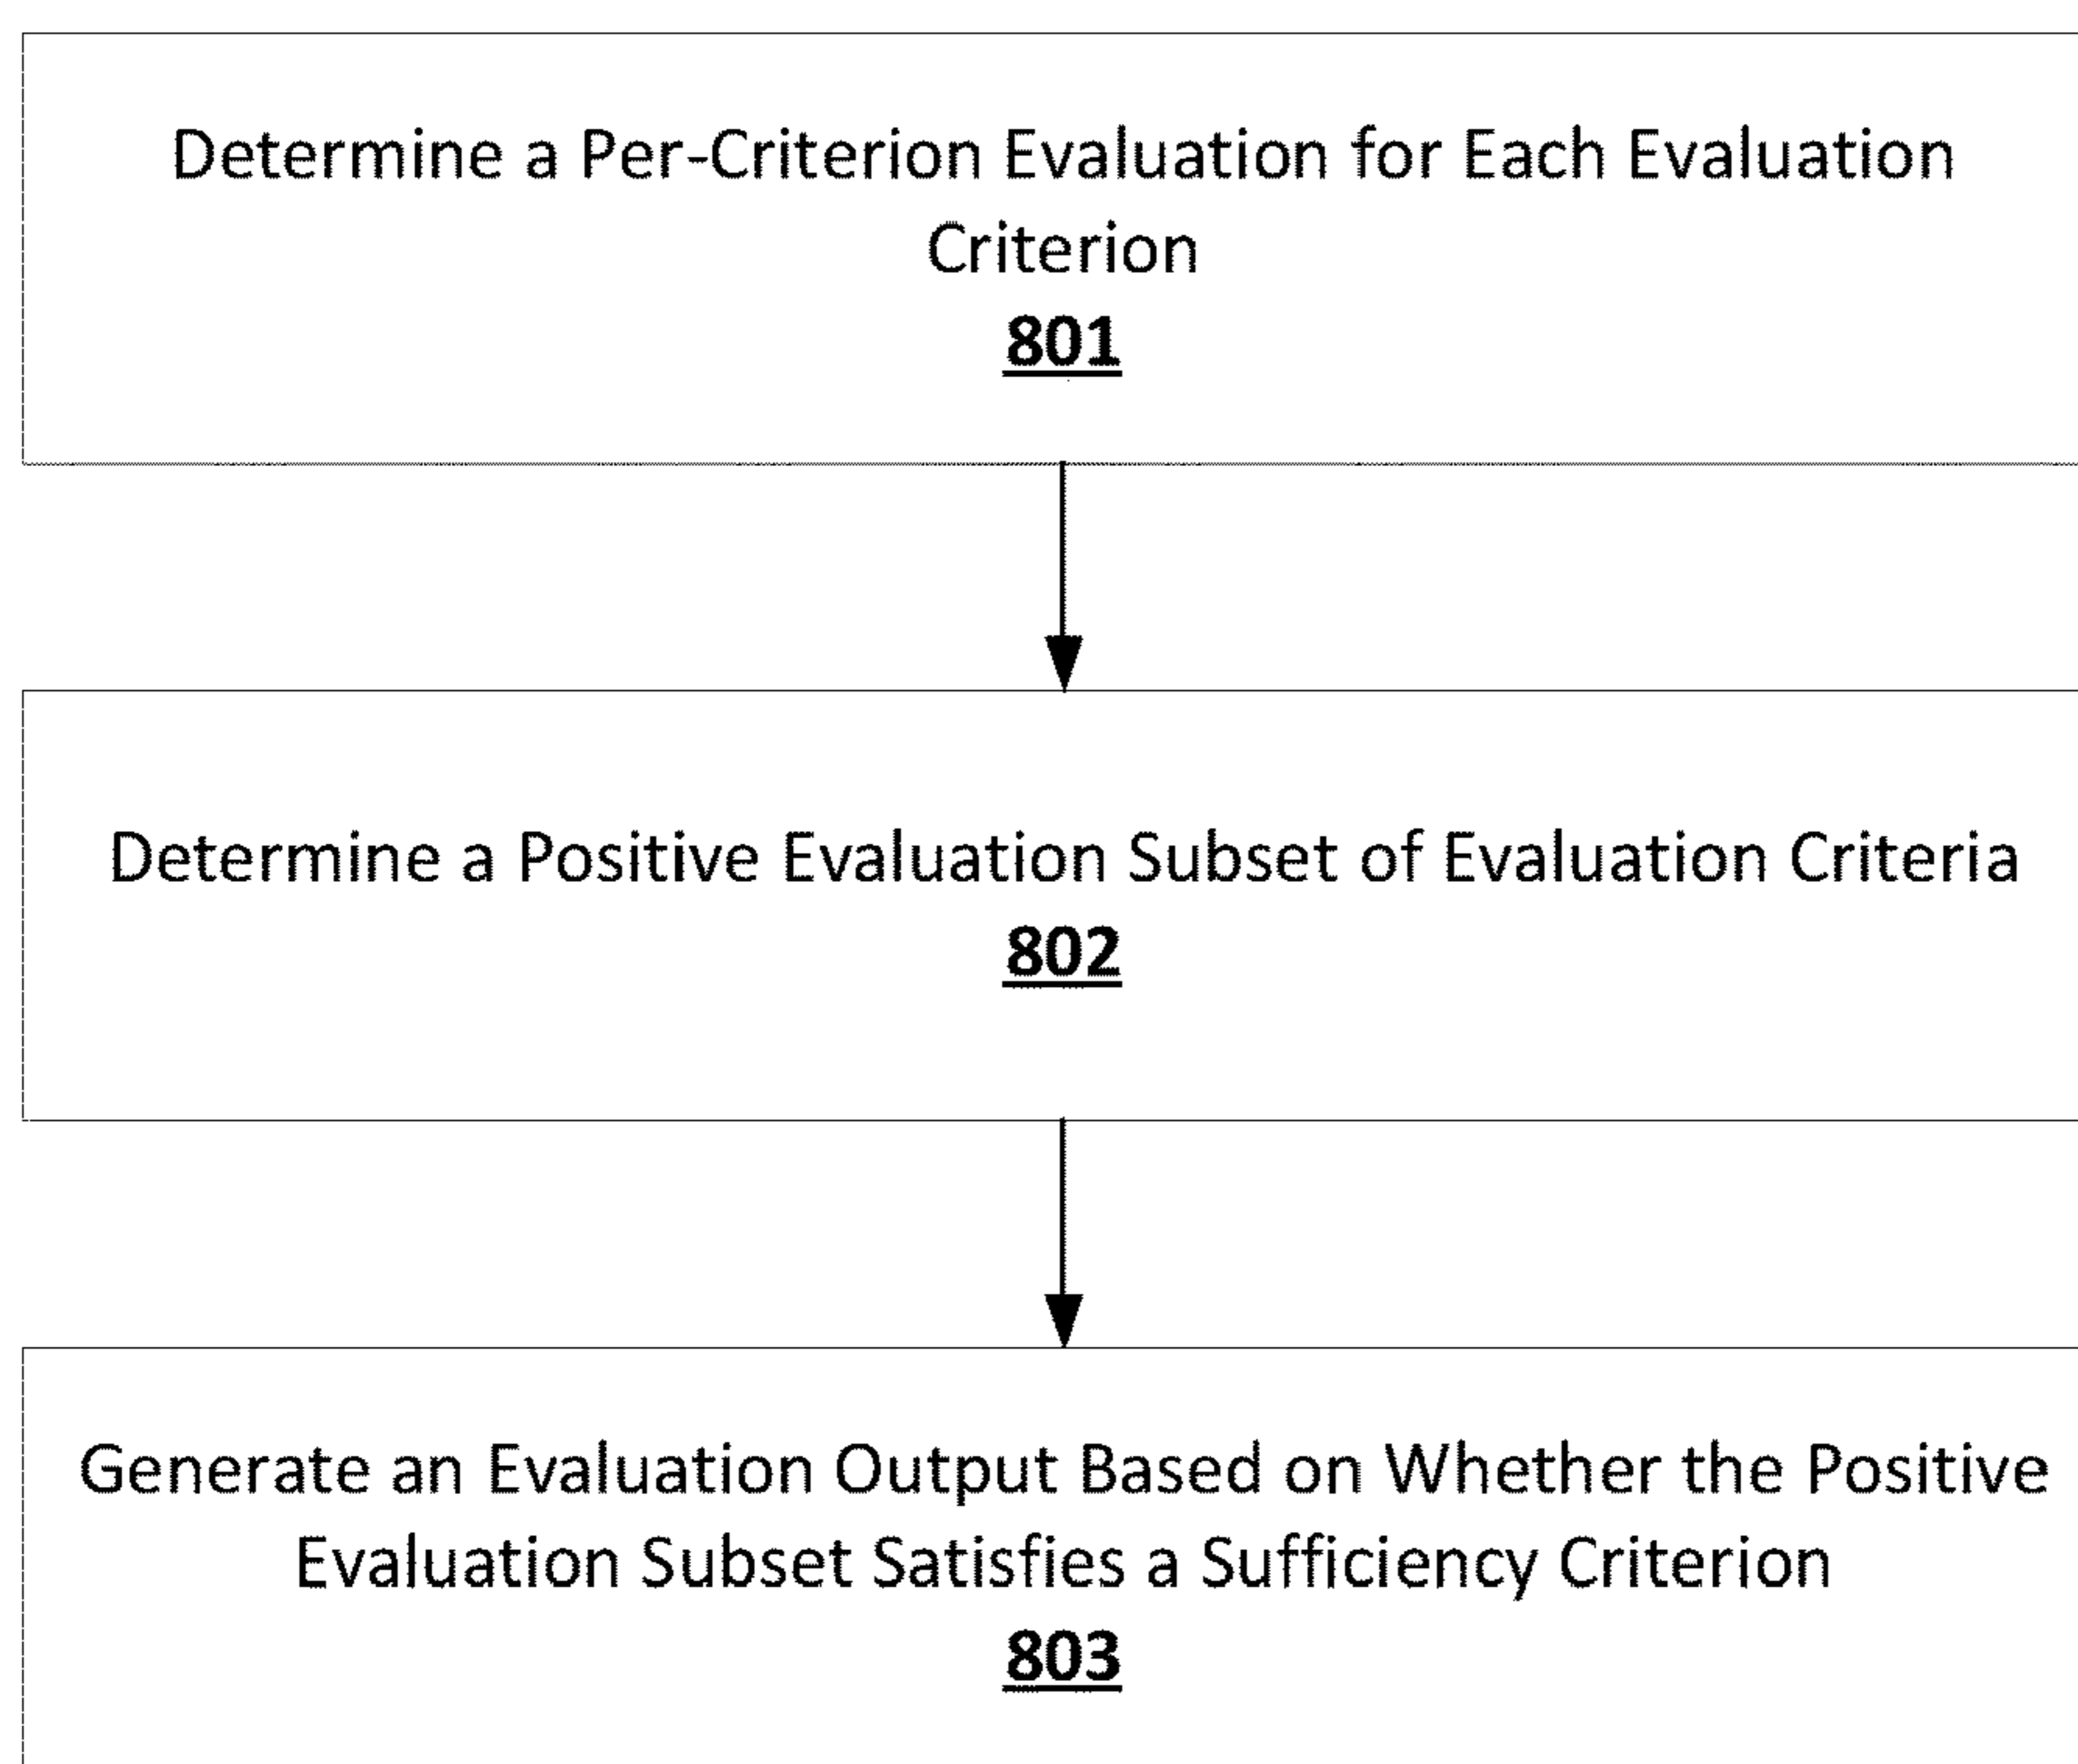 Determine a Per-Criterion Evaluation for Each Evaluation
Criterion
801
Determine a Positive Evaluation Subset of Evaluation Criteria
802
Generate an Evaluation Output Based on Whether the Positive
Evaluation Subset Satisfies a Sufficiency Criterion
803